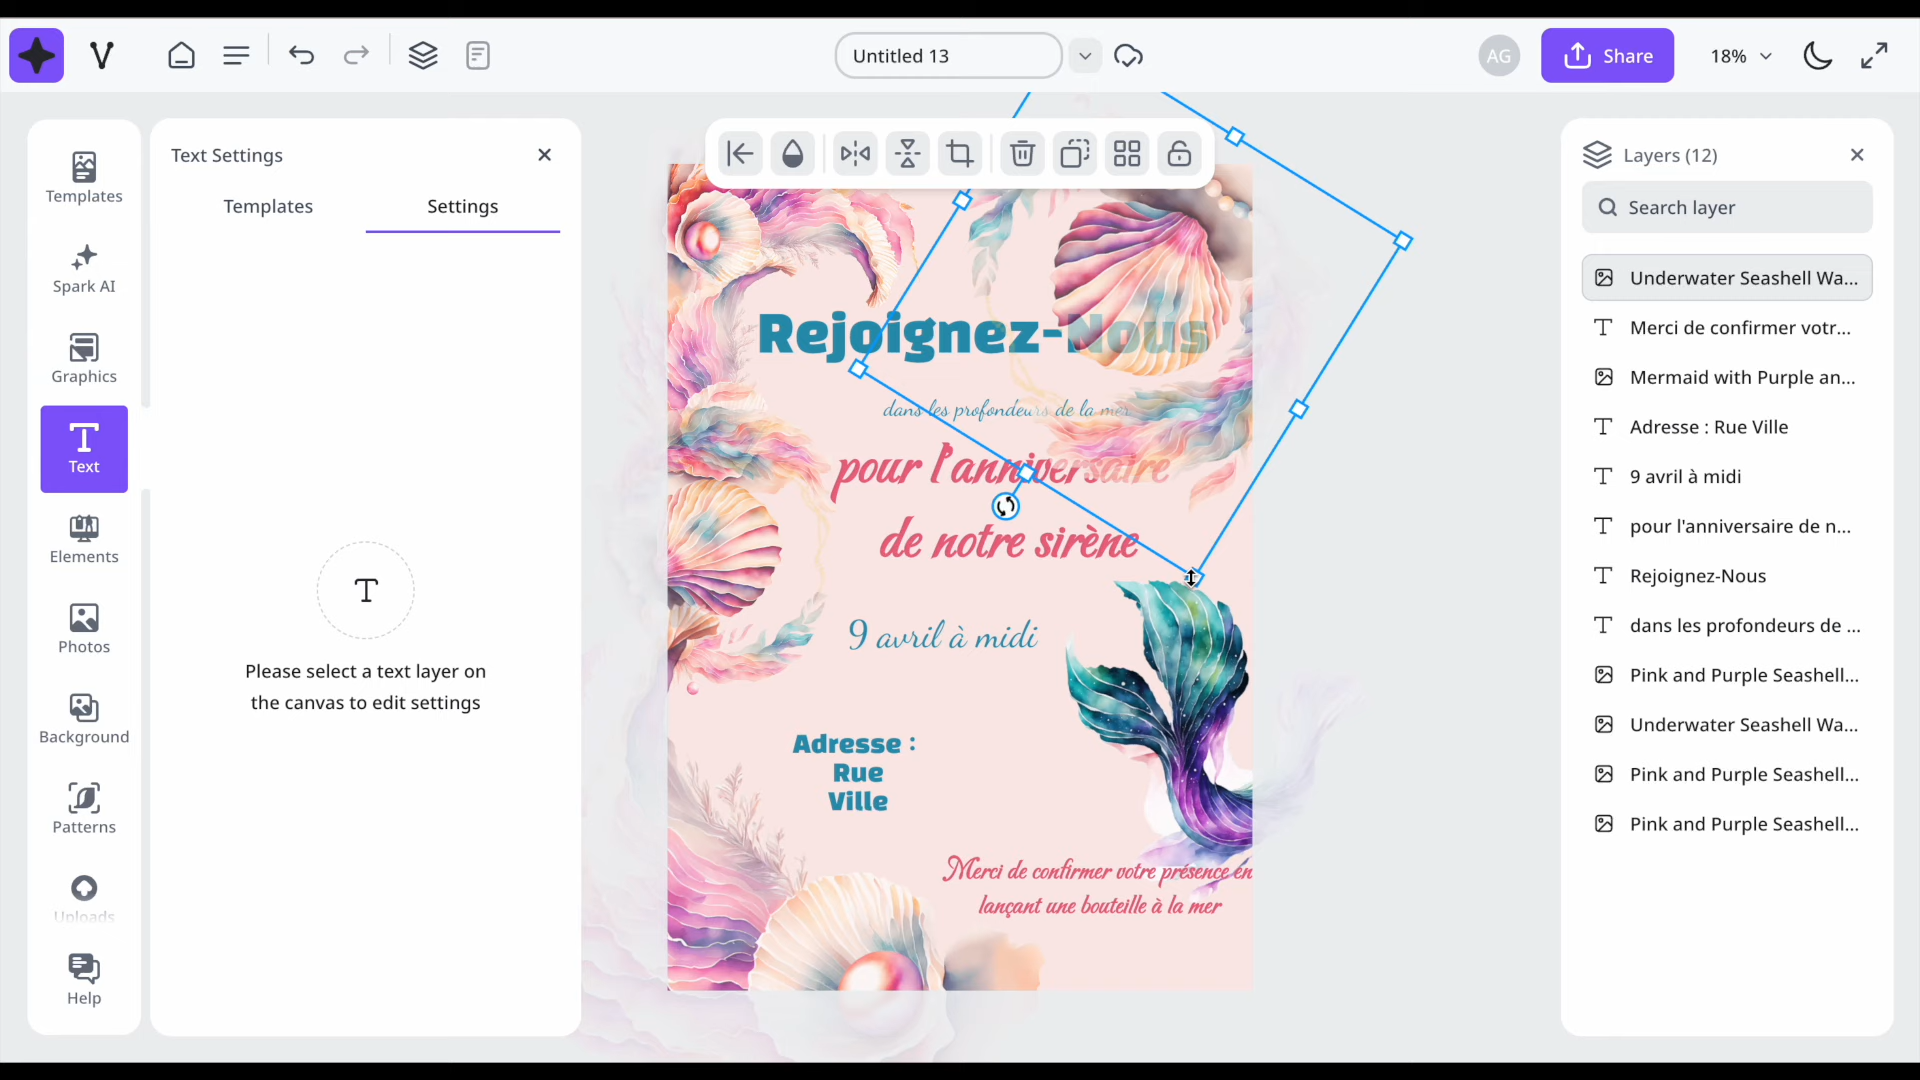 V
Untitled 13
AG
Share
18%
Templates
Spark AI
Graphics
Text
Elements
Photos
Background
Patterns
Uploads
Help
Text Settings
Templates
Settings
T
Please select a text layer on
the canvas to edit settings
Rejoignez-Nous
dans les profondeurs de la mer
pour l'anniversaire
de notre sirène
9 avril à midi
Adresse :
Rue
Ville
Merci de confirmer votre présence en
lançant une bouteille à la mer
Layers (12)
Search layer
Underwater Seashell Wa...
Merci de confirmer votr...
Mermaid with Purple an...
Adresse : Rue Ville
9 avril à midi
pour l'anniversaire de n...
Rejoignez-Nous
dans les profondeurs de ...
Pink and Purple Seashell...
Underwater Seashell Wa...
Pink and Purple Seashell...
Pink and Purple Seashell...